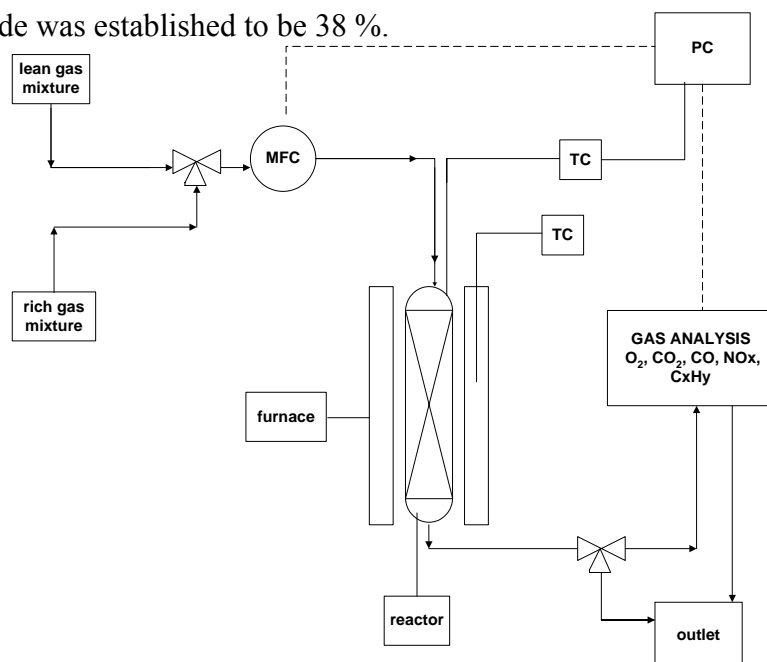 de was established to be 38 %.
lean gas
mixture
PC
MFC
TC
TC
rich gas
mixture
GAS ANALYSIS
O₂, CO₂, CO, NOx,
CxHy
furnace
reactor
outlet